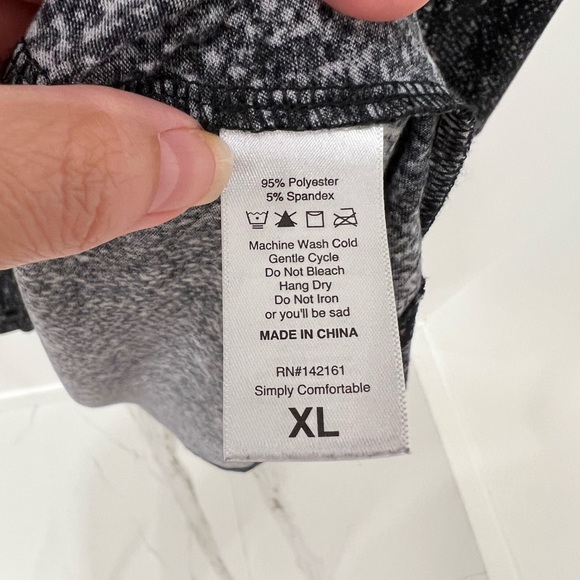 95% Polyester
5% Spandex
Machine Wash Cold
Gentle Cycle
Do Not Bleach
Hang Dry
Do Not Iron
or you'll be sad
MADE IN CHINA
RN#142161
Simply Comfortable
XL